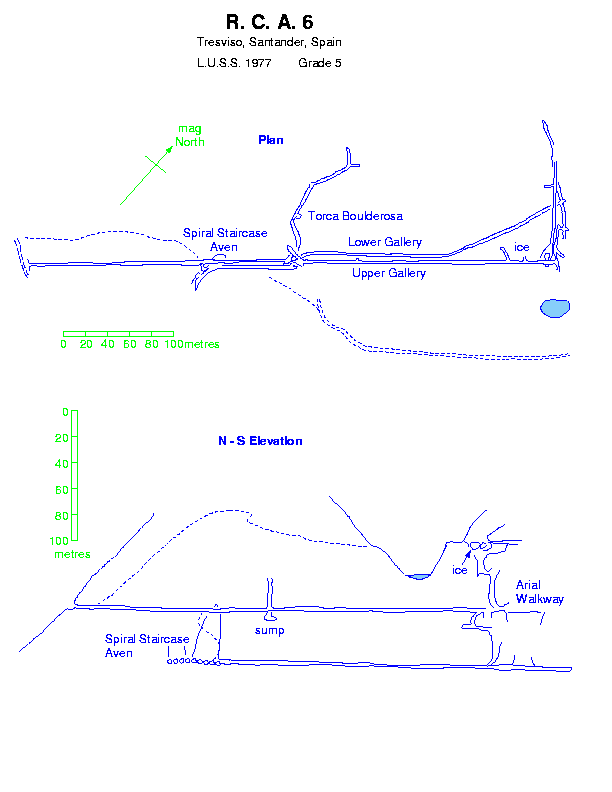 R. C. A. 6
Tresviso, Santander, Spain
L.U.S.S. 1977 Grade 5
mag
North
Plan
Torca Boulderosa
Spiral Staircase
Aven
Lower Gallery
ice
Upper Gallery
0 20 40 60 80 100metres
0
20
40
60
80
100
metres
N - S Elevation
ice
Arial
Walkway
sump
Spiral Staircase
Aven